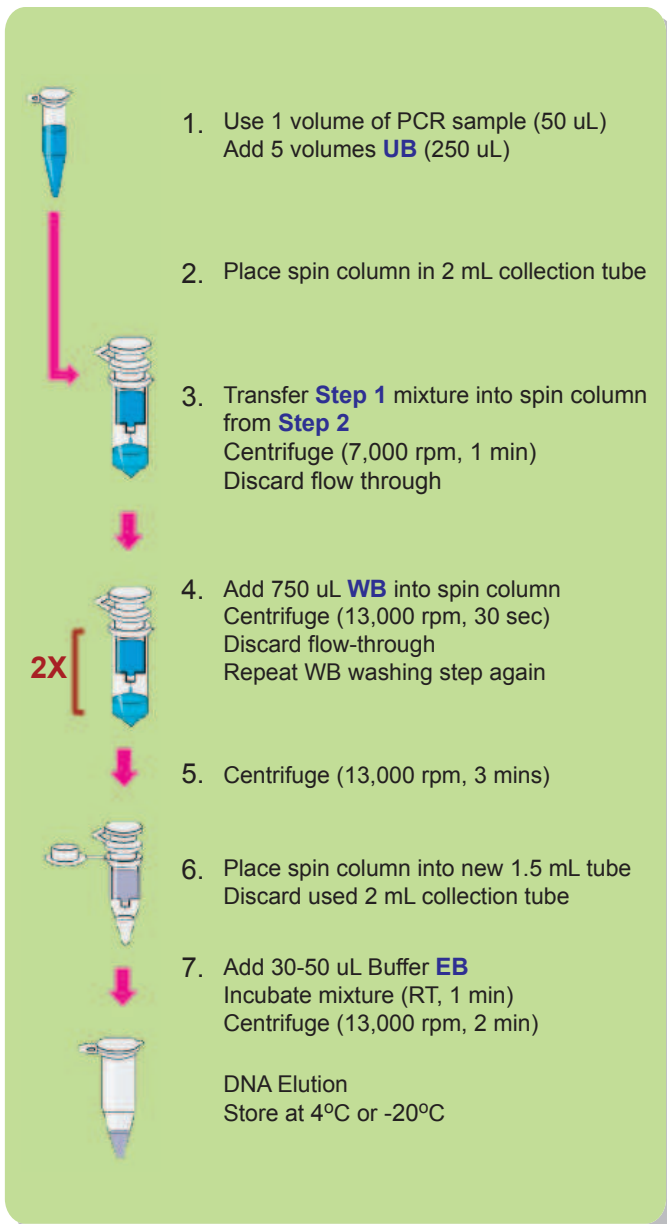 1. Use 1 volume of PCR sample (50 uL)
Add 5 volumes UB (250 uL)
2. Place spin column in 2 mL collection tube
3. Transfer Step 1 mixture into spin column
from Step 2
Centrifuge (7,000 rpm, 1 min)
Discard flow through
4. Add 750 uL WB into spin column
Centrifuge (13,000 rpm, 30 sec)
Discard flow-through
Repeat WB washing step again
2X
5. Centrifuge (13,000 rpm, 3 mins)
6. Place spin column into new 1.5 mL tube
Discard used 2 mL collection tube
7. Add 30-50 uL Buffer EB
Incubate mixture (RT, 1 min)
Centrifuge (13,000 rpm, 2 min)
DNA Elution
Store at 4ºC or -20ºC